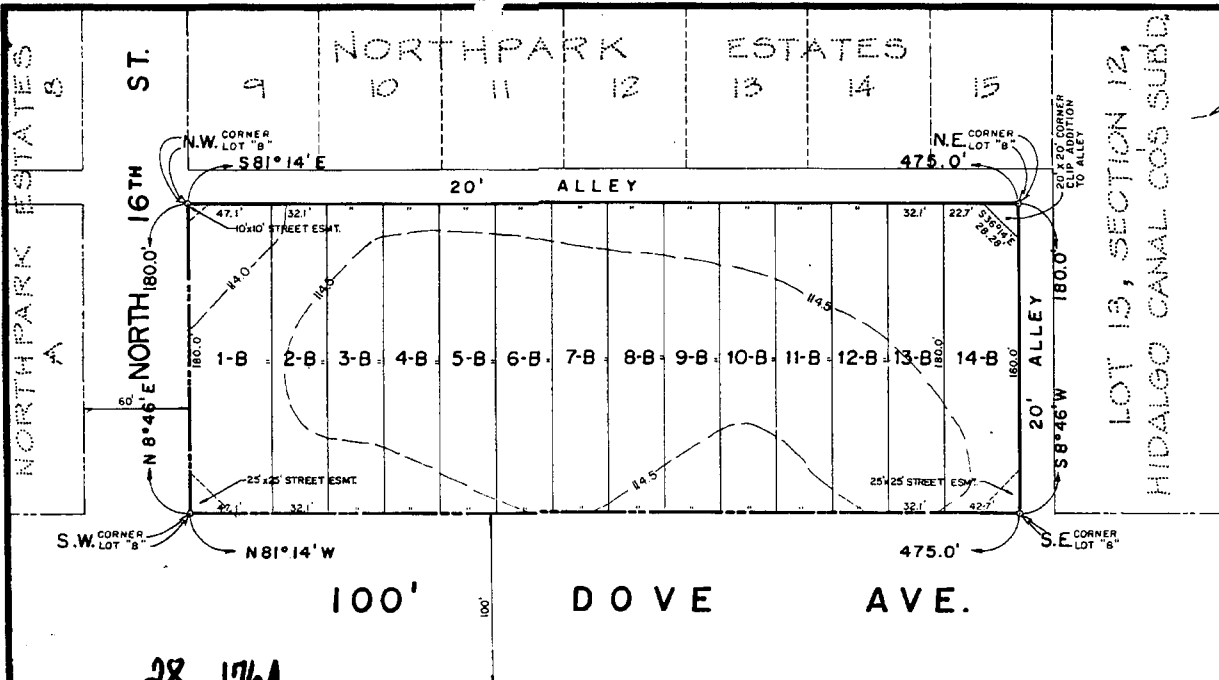 NORTHPARK ESTATES
9 10 11 12 13 14 15
NORTHPARK ESTATES
8
A
NORTH 16TH ST.
LOT 13, SECTION 12,
HIDALGO CANAL CO'S SUB'D
N.W. CORNER LOT "B"
S81°14'E
N.E. CORNER LOT "B"
475.0'
20' X 20' CORNER
CLIP ADDITION
TO ALLEY
20' ALLEY
47.1' 32.1' " " " " " " " " " " 32.1' 22.7'
S36°14'E
28.28'
10'x10' STREET ESMT.
180.0'
180.0'
114.0
114.5
114.5
180.0'
1-B 2-B 3-B 4-B 5-B 6-B 7-B 8-B 9-B 10-B 11-B 12-B 13-B 14-B
180.0'
180.0'
20' ALLEY
60'
N 8°46'E
S 8°46'W
114.5
25'x25' STREET ESMT.
25'x25' STREET ESMT.
47.1' 32.1' " " " " " " " " " " 32.1' 42.7'
S.W. CORNER LOT "B"
N81°14'W
475.0'
S.E. CORNER LOT "B"
100' DOVE AVE.
100'